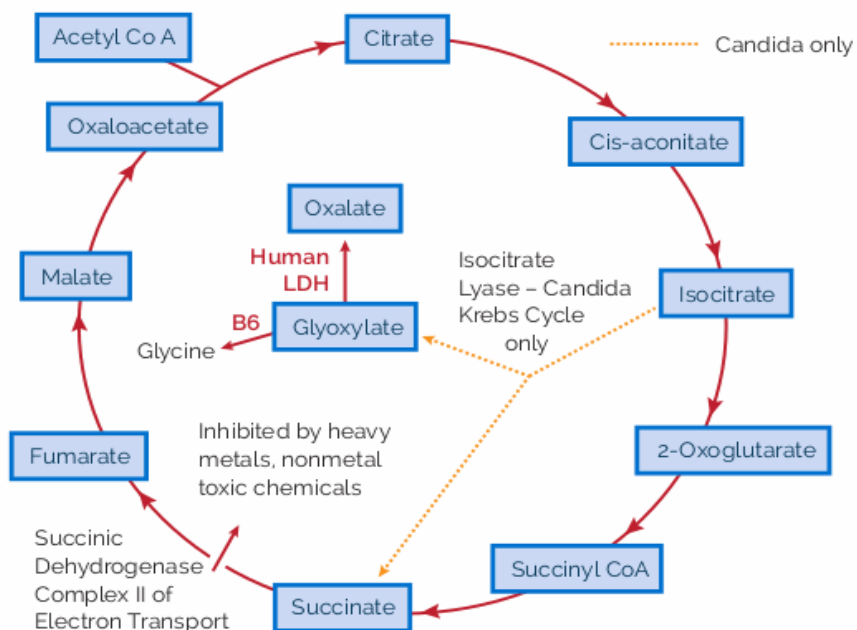 Acetyl Co A
Citrate
Candida only
Oxaloacetate
Cis-aconitate
Oxalate
Human
LDH
Isocitrate
Lyase – Candida
Krebs Cycle
only
Malate
Isocitrate
B6
Glyoxylate
Glycine
Inhibited by heavy
metals, nonmetal
toxic chemicals
Fumarate
2-Oxoglutarate
Succinic
Dehydrogenase
Complex II of
Electron Transport
Succinyl CoA
Succinate